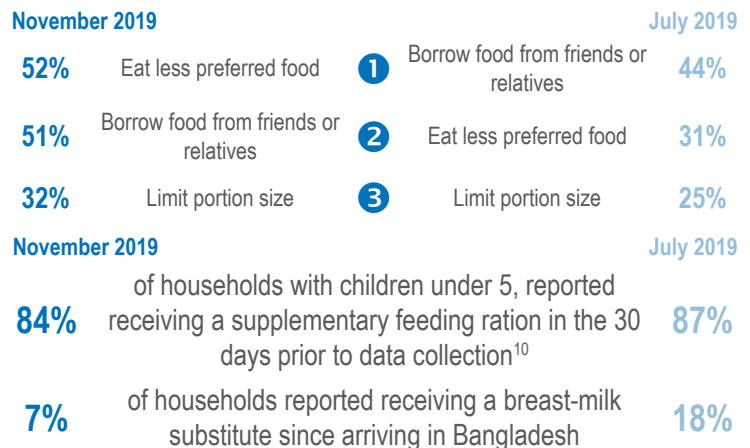 November 2019 July 2019
52% Eat less preferred food ❶ Borrow food from friends or relatives 44%
51% Borrow food from friends or relatives ❷ Eat less preferred food 31%
32% Limit portion size ❸ Limit portion size 25%
November 2019 July 2019
84% of households with children under 5, reported
receiving a supplementary feeding ration in the 30
days prior to data collection10 87%
7% of households reported receiving a breast-milk
substitute since arriving in Bangladesh 18%